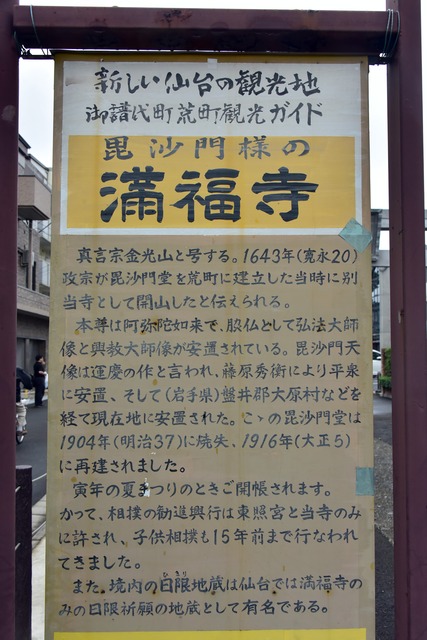 新しい仙台の観光地
御譜代町荒町観光ガイド
毘沙門様の
満福寺
真言宗金光山と号する。1643年(寛永20)
政宗が毘沙門堂を荒町に建立した当時に別
当寺として開山したと伝えられる。
本尊は阿弥陀如来で、脇仏として弘法大師
像と興教大師像が安置されている。毘沙門天
像は運慶の作と言われ、藤原秀衡により平泉
に安置、そして(岩手県)盤井郡大原村などを
経て現在地に安置された。こゝの毘沙門堂は
1904年(明治37)に焼失、1916年(大正5)
に再建されました。
寅年の夏まつりのときご開帳されます。
かつて、相撲の勧進興行は東照宮と当寺のみ
に許され、子供相撲も15年前まで行なわれ
てきました。
また、境内の日限地蔵は仙台では満福寺の
みの日限祈願の地蔵として有名である。